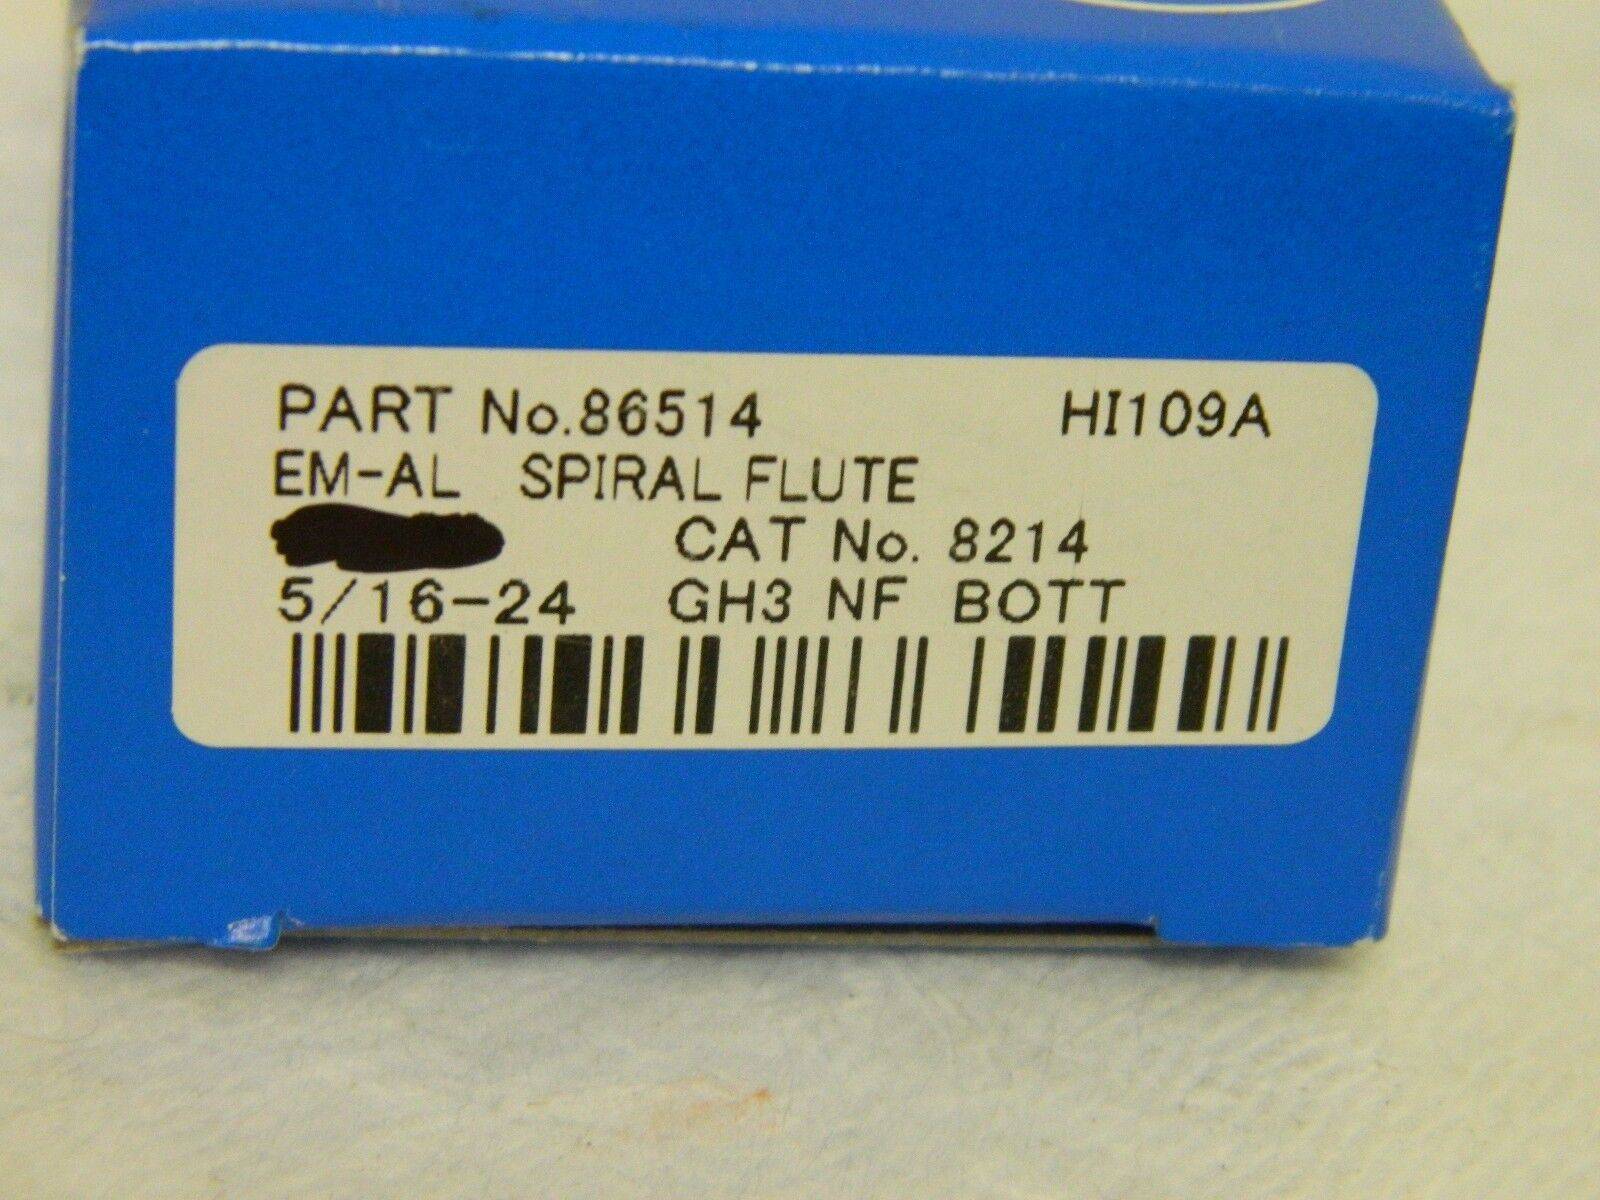 PART No.86514 HI109A
EM-AL SPIRAL FLUTE
CAT No. 8214
5/16-24 GH3 NF BOTT